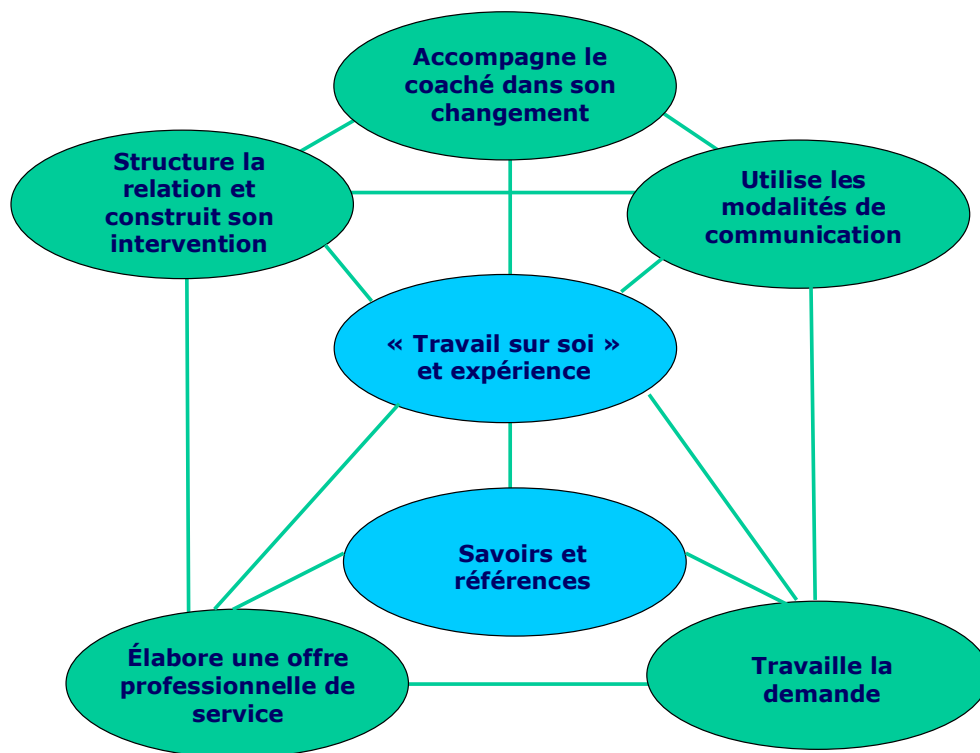 Accompagne le
coaché dans son
changement
Structure la
relation et
construit son
intervention
Utilise les
modalités de
communication
« Travail sur soi »
et expérience
Savoirs et
références
Élabore une offre
professionnelle de
service
Travaille la
demande